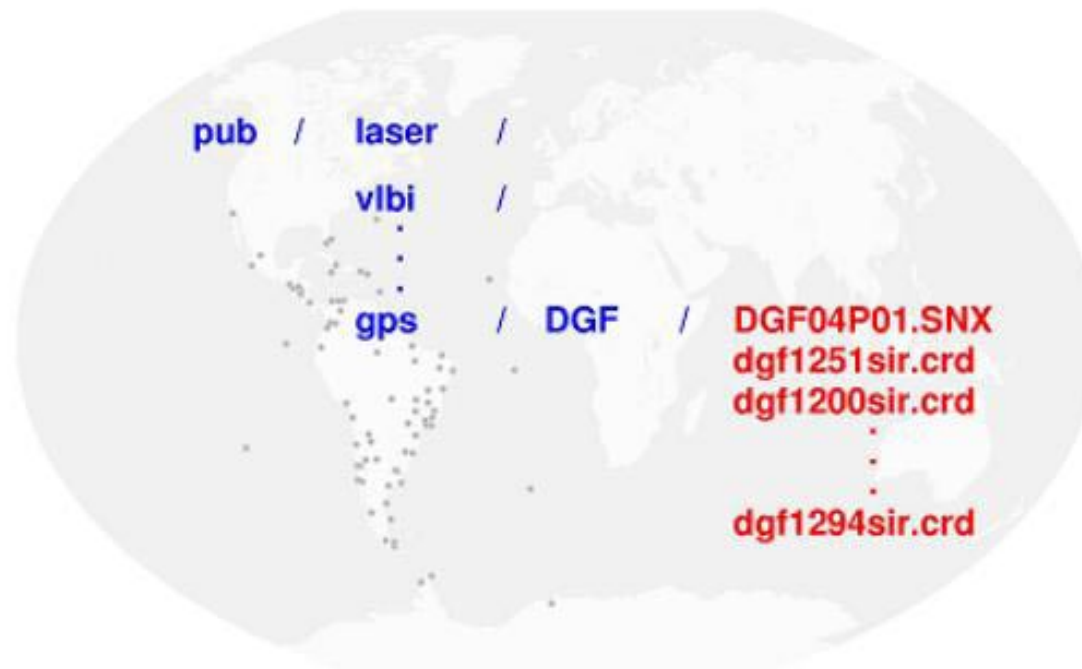 pub / laser /
vlbi /
gps / DGF / DGF04P01.SNX
dgf1251sir.crd
dgf1200sir.crd
dgf1294sir.crd